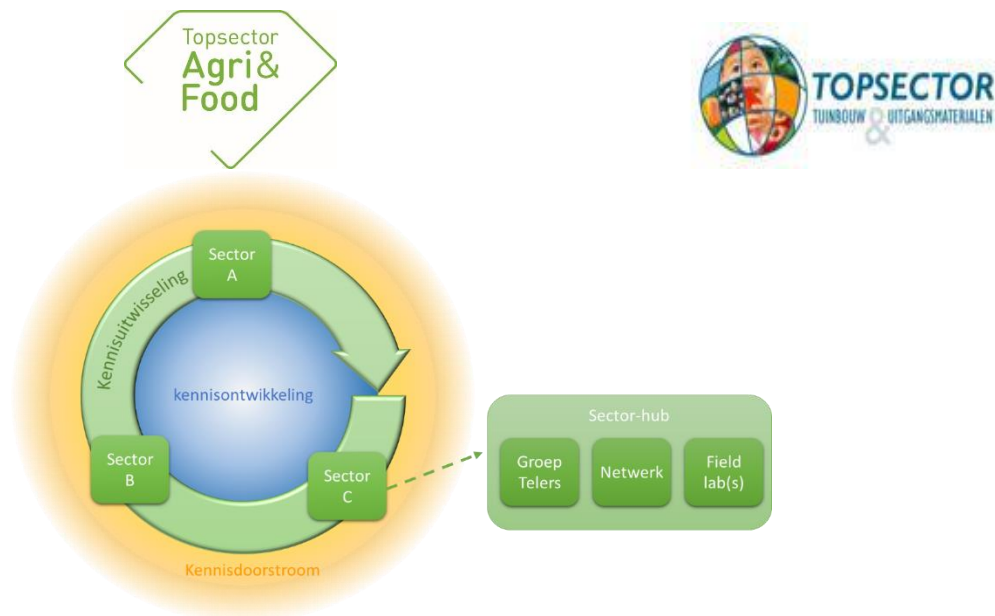 Topsector
Agri&
Food
TOPSECTOR
TUINBOUW & UITGANGSMATERIALEN
Sector
A
Kennisuitwisseling
kennisontwikkeling
Sector
B
Sector
C
Kennisdoorstroom
Sector-hub
Groep
Telers
Netwerk
Field
lab(s)